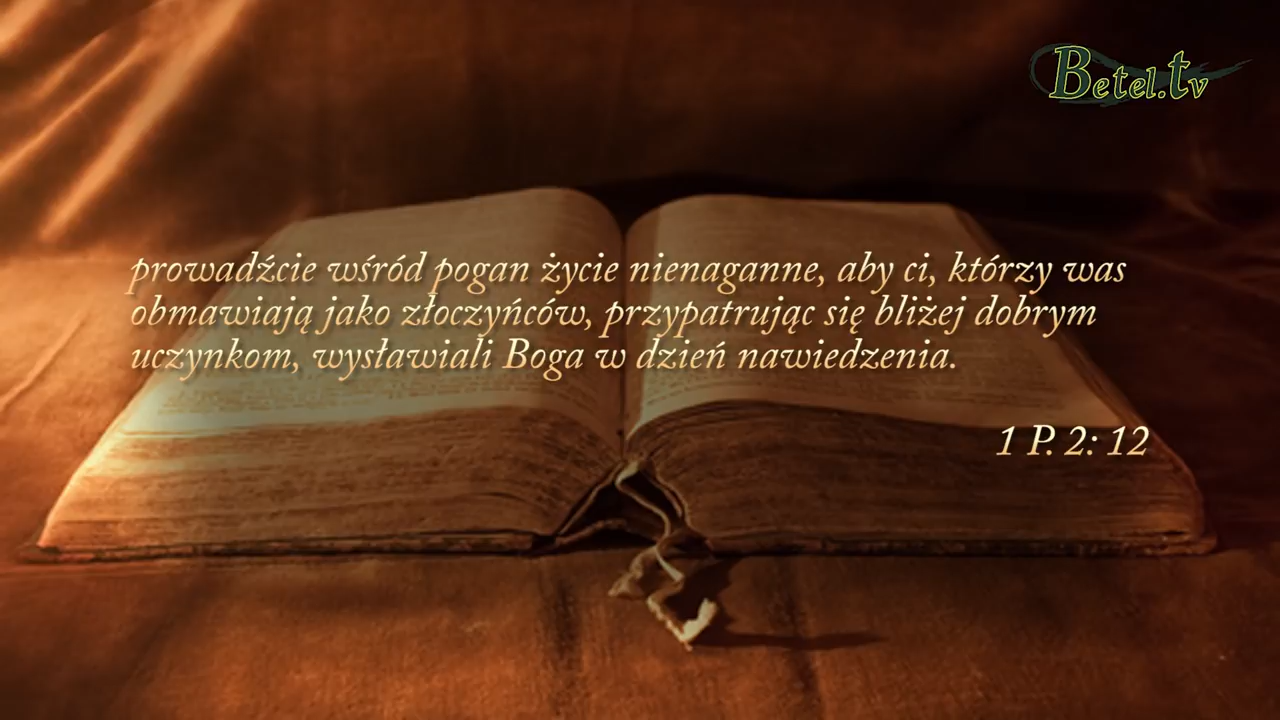 Betel.tv
prowadźcie wśród pogan życie nienaganne, aby ci, którzy was
obmawiają jako złoczyńców, przypatrując się bliżej dobrym
uczynkom, wysławiali Boga w dzień nawiedzenia.
1 P. 2: 12